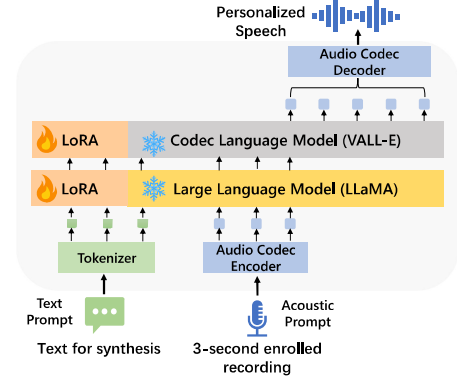 Personalized
Speech
Audio Codec
Decoder
LoRA
Codec Language Model (VALL-E)
LoRA
Large Language Model (LLaMA)
Tokenizer
Audio Codec
Encoder
Text
Prompt
Acoustic
Prompt
Text for synthesis
3-second enrolled
recording